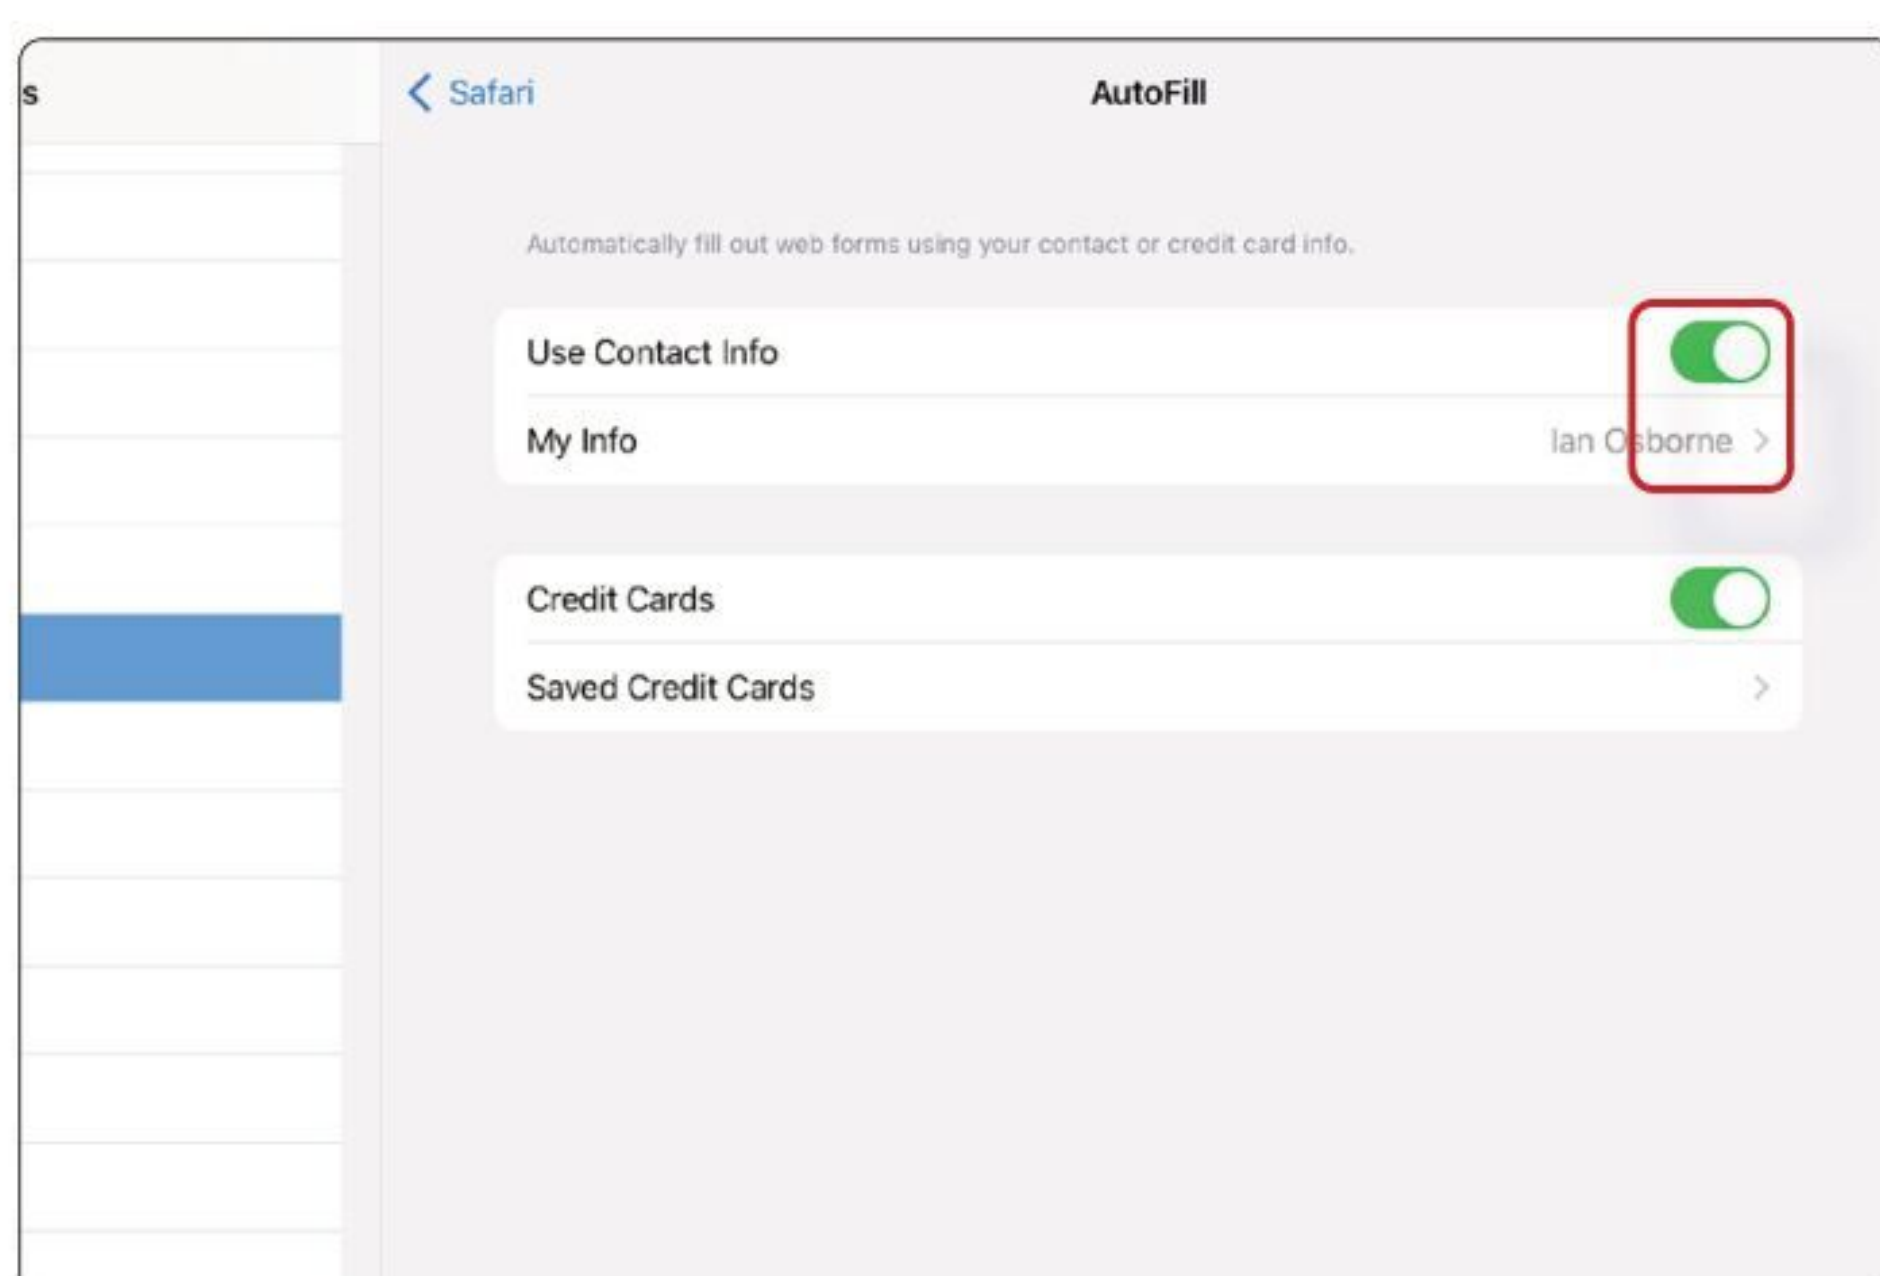 s
Safari
AutoFill
Automatically fill out web forms using your contact or credit card info.
Use Contact Info
My Info Ian Osborne
Credit Cards
Saved Credit Cards